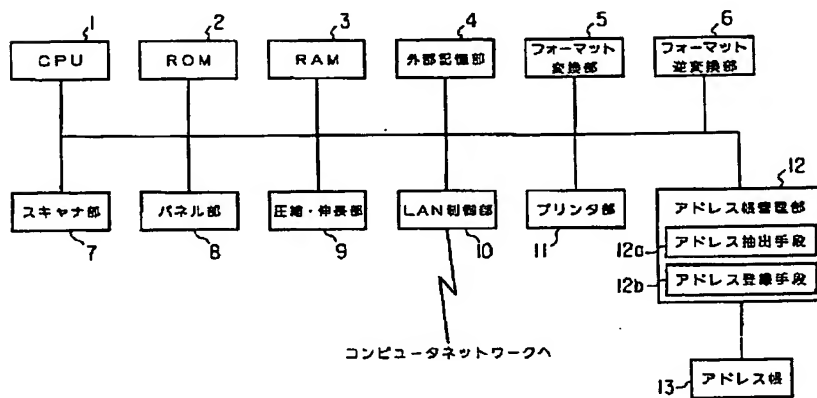 1
2
3
4
5
6
CPU
ROM
RAM
外部記憶部
フォーマット
変換部
フォーマット
逆変換部
12
スキャナ部
パネル部
圧縮・伸長部
LAN制御部
プリンタ部
アドレス帳管理部
7
8
9
10
11
12a
アドレス抽出手段
12b
アドレス登録手段
コンピュータネットワークへ
13
アドレス帳